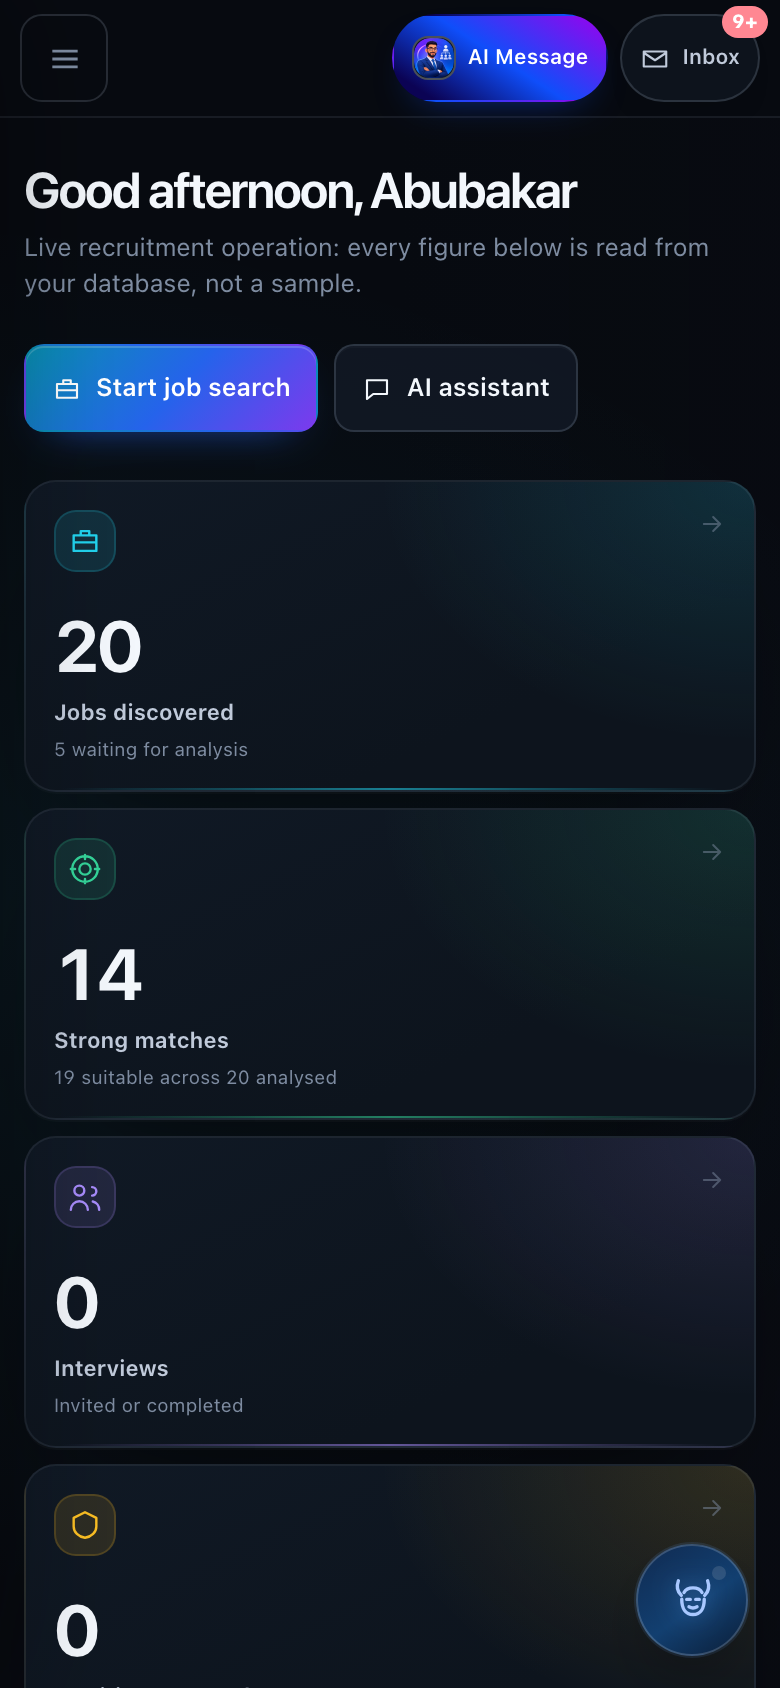 9+
AI Message
Inbox
Good afternoon, Abubakar
Live recruitment operation: every figure below is read from
your database, not a sample.
Start job search
AI assistant
20
Jobs discovered
5 waiting for analysis
14
Strong matches
19 suitable across 20 analysed
0
Interviews
Invited or completed
0